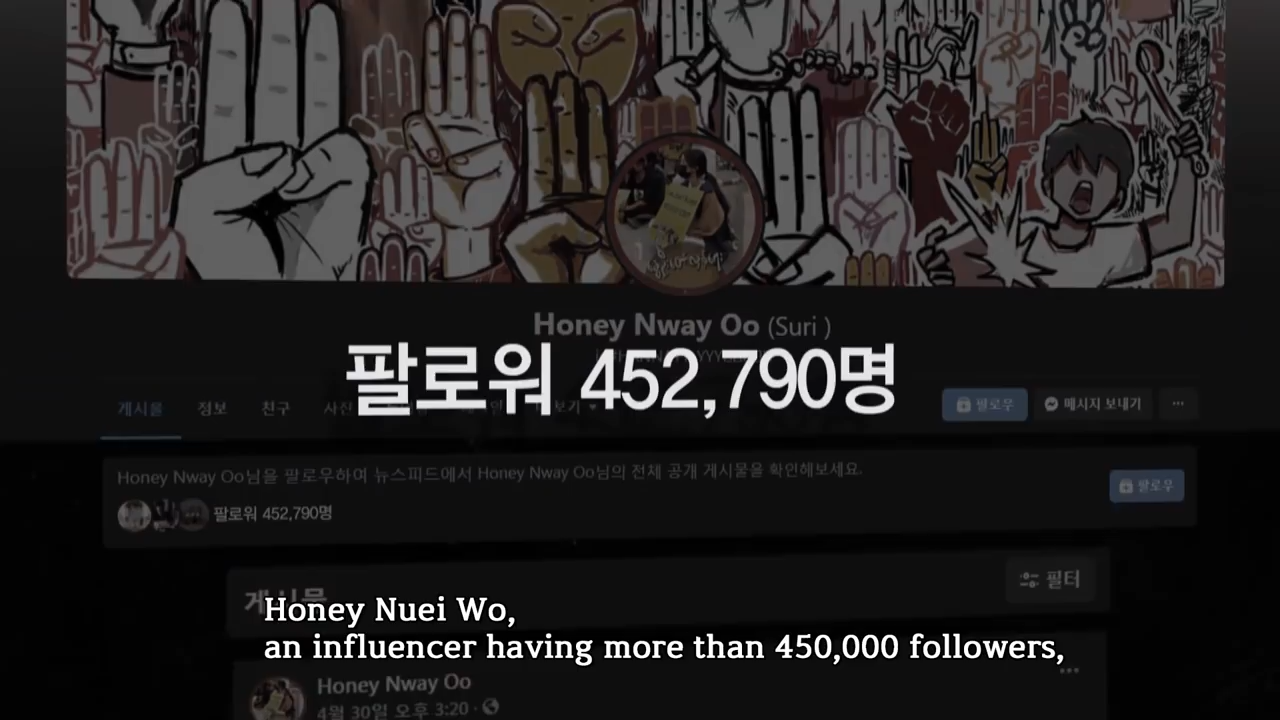 Honey Nway Oo (Suri )
팔로워 452,790명
게시물 정보 친구 사진
팔로우 메시지 보내기 ...
Honey Nway Oo님을 팔로우하여 뉴스피드에서 Honey Nway Oo님의 전체 공개 게시물을 확인해보세요.
팔로우
팔로워 452,790명
게시물
필터
Honey Nuei Wo,
an influencer having more than 450,000 followers,
Honey Nway Oo
4월 30일 오후 3:20 ·